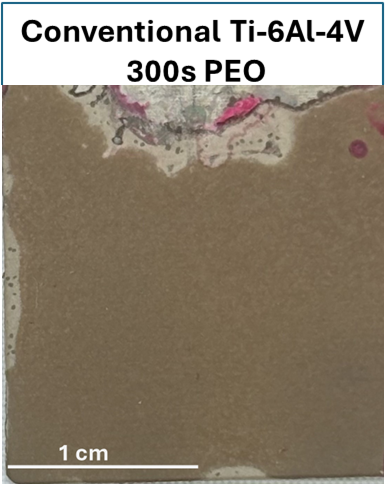 Conventional Ti-6Al-4V
300s PEO
1 cm